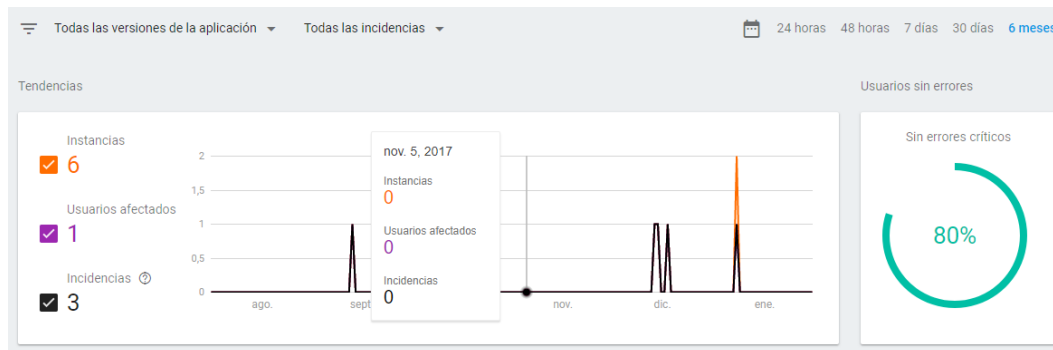 Todas las versiones de la aplicación
Todas las incidencias
24 horas 48 horas 7 días 30 días 6 meses
Tendencias
Usuarios sin errores
Instancias
6
Usuarios afectados
1
Incidencias
3
2
1,5
1
0,5
0
ago.
sept
nov.
dic.
ene.
nov. 5, 2017
Instancias
0
Usuarios afectados
0
Incidencias
0
Sin errores críticos
80%